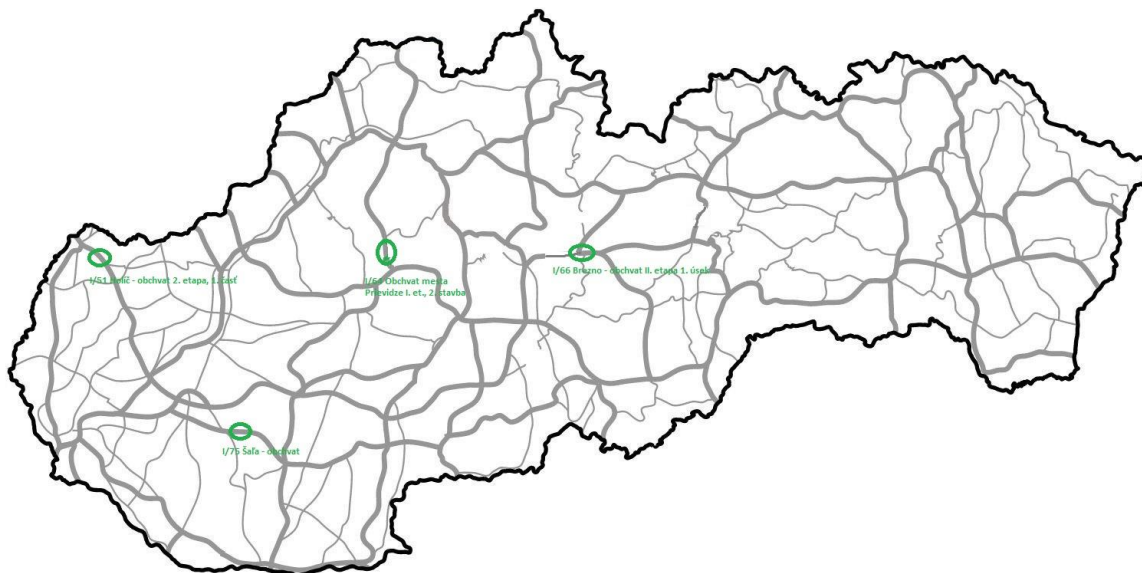 I/51 Holíč - obchvat 2. etapa, 1. časť
I/64 Obchvat mesta
Prievidze I. et., 2. stavba
I/66 Brezno - obchvat II. etapa 1. úsek
I/75 Šaľa - obchvat